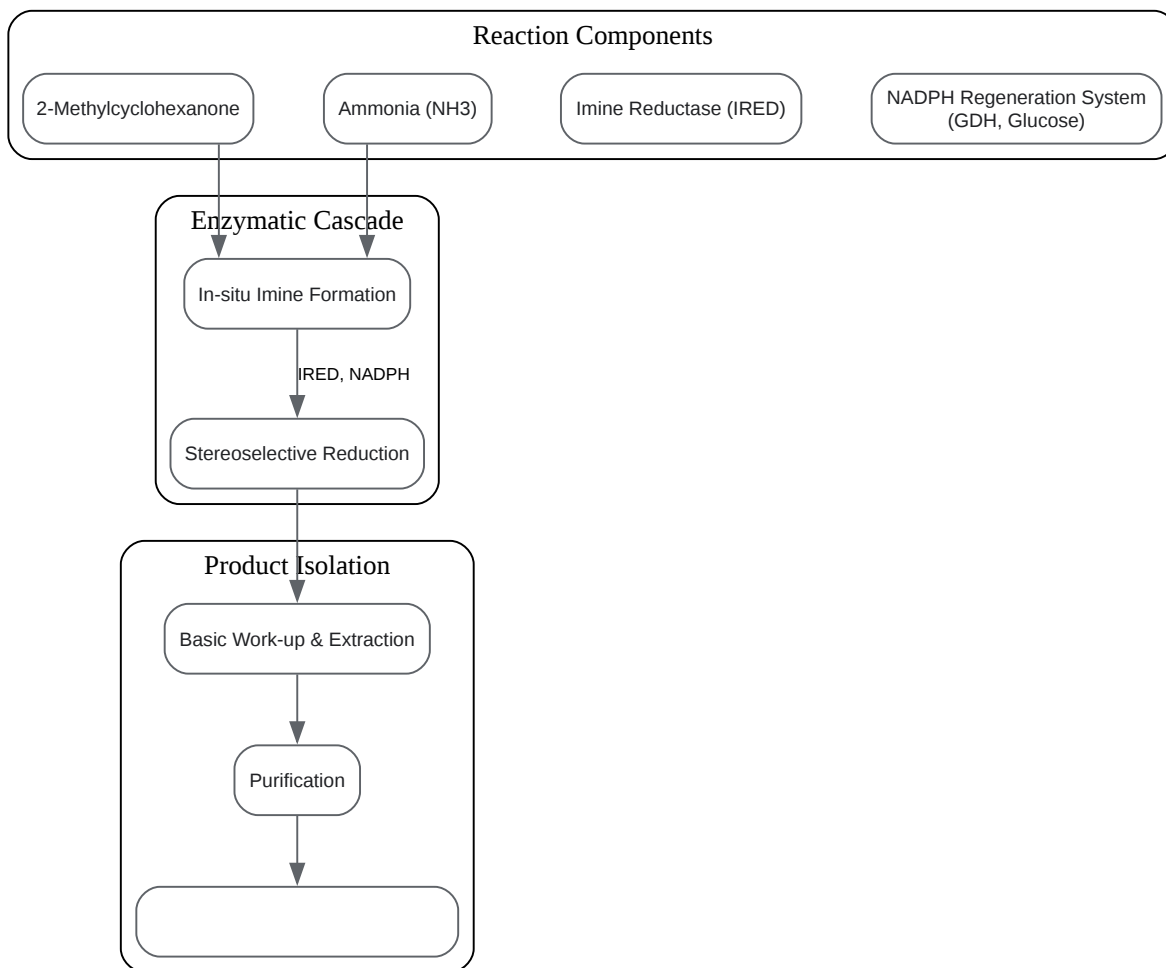 Reaction Components
2-Methylcyclohexanone
Ammonia (NH3)
Imine Reductase (IRED)
NADPH Regeneration System
(GDH, Glucose)
Enzymatic Cascade
In-situ Imine Formation
IRED, NADPH
Stereoselective Reduction
Product Isolation
Basic Work-up & Extraction
Purification